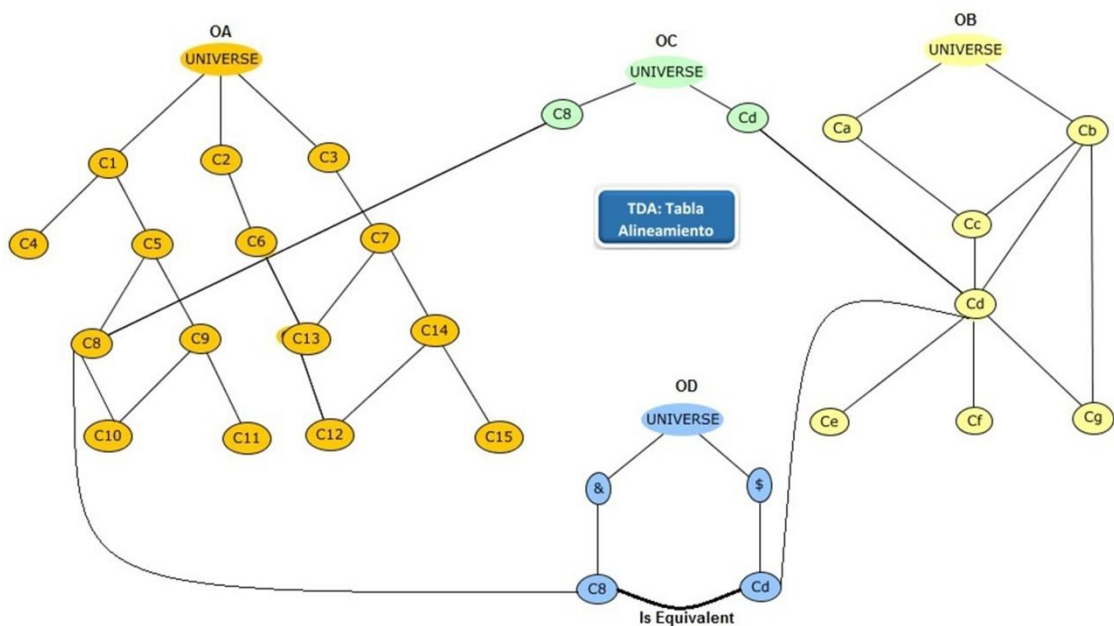 OA
UNIVERSE
C1
C2
C3
C4
C5
C6
C7
C8
C9
C13
C14
C10
C11
C12
C15
OC
UNIVERSE
C8
Cd
TDA: Tabla
Alineamiento
OB
UNIVERSE
Ca
Cb
Cc
Cd
Ce
Cf
Cg
OD
UNIVERSE
&
$
C8
Cd
Is Equivalent